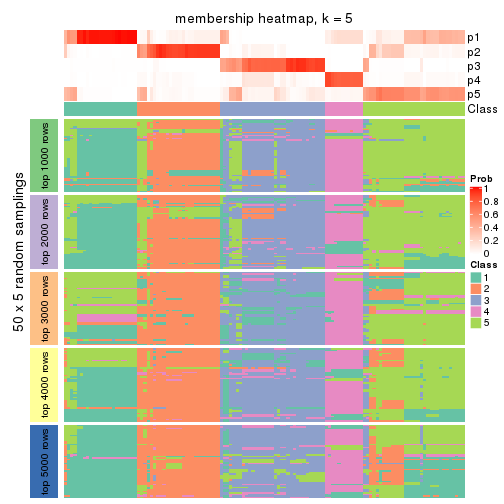 membership heatmap, k = 5
p1
p2
p3
p4
p5
Class
50 x 5 random samplings
top 1000 rows
top 2000 rows
top 3000 rows
top 4000 rows
top 5000 rows
Prob
1
0.8
0.6
0.4
0.2
0
Class
1
2
3
4
5